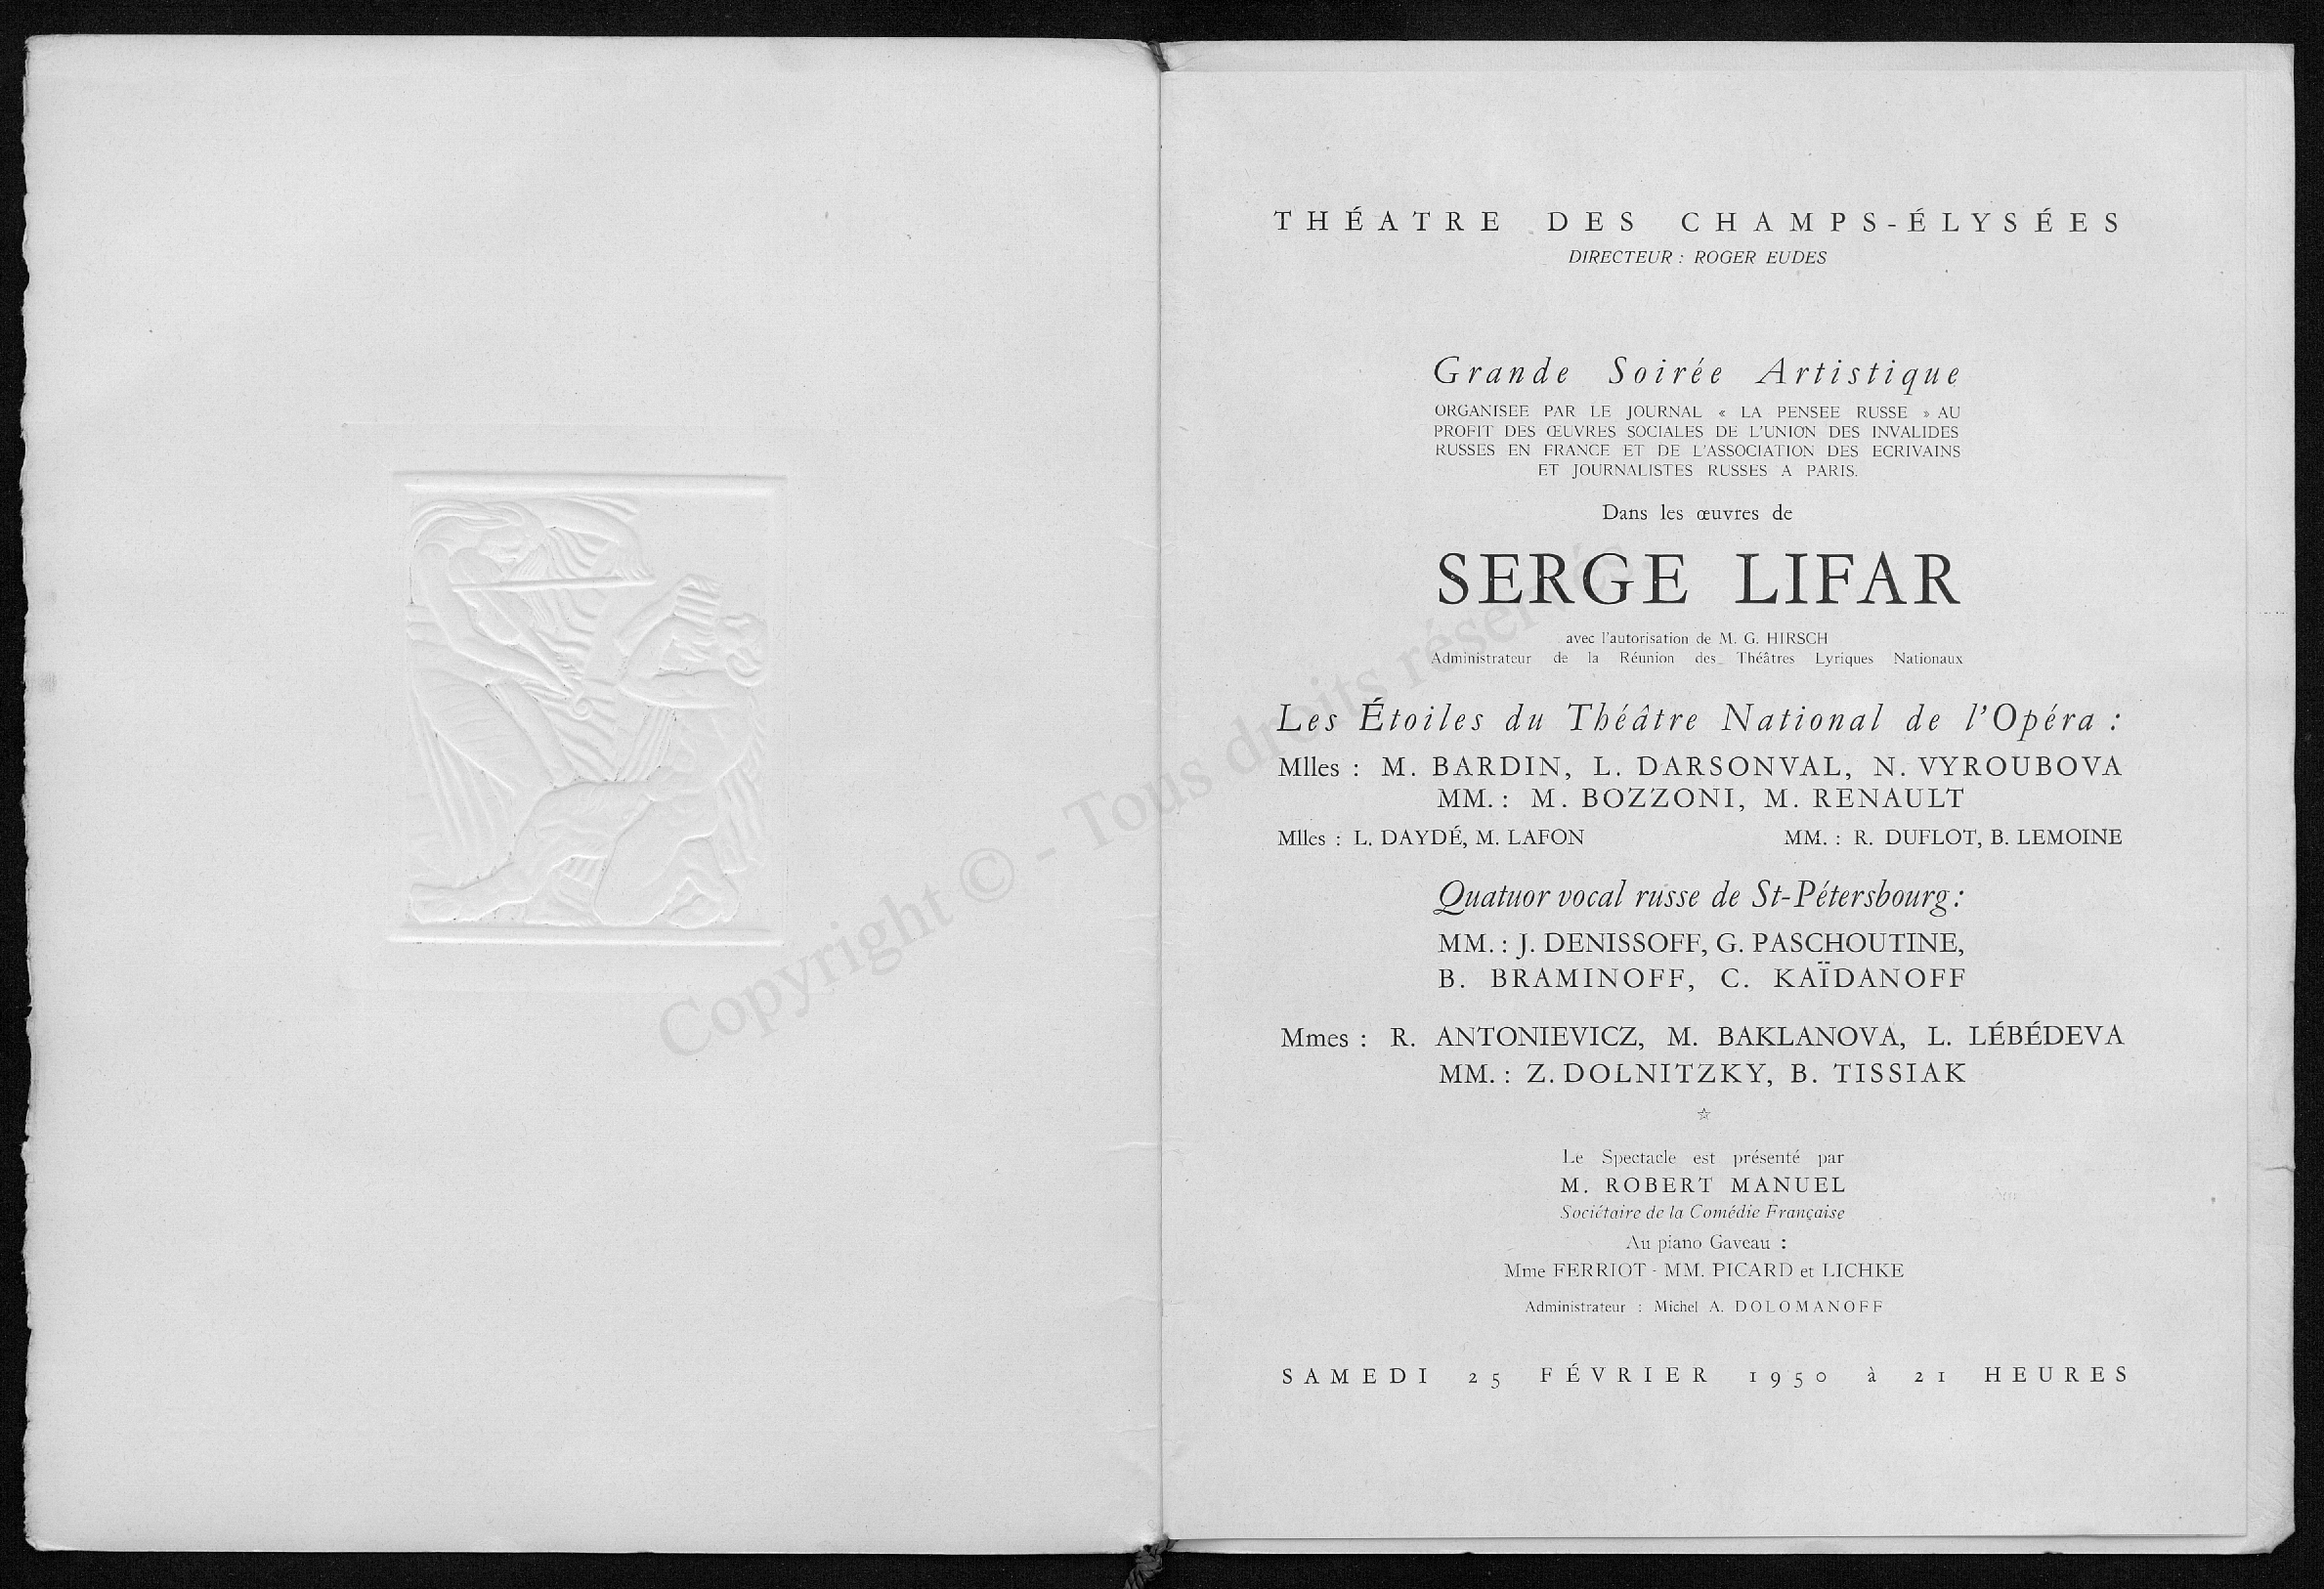 THÉATRE DES CHAMPS-ÉLYSÉES
DIRECTEUR : ROGER EUDES
Grande Soirée Artistique
ORGANISEE PAR LE JOURNAL « LA PENSEE RUSSE » AU
PROFIT DES ŒUVRES SOCIALES DE L'UNION DES INVALIDES
RUSSES EN FRANCE ET DE L'ASSOCIATION DES ECRIVAINS
ET JOURNALISTES RUSSES A PARIS.
Dans les œuvres de
SERGE LIFAR
avec l'autorisation de M. G. HIRSCH
Administrateur de la Réunion des Théâtres Lyriques Nationaux
Les Étoiles du Théâtre National de l'Opéra :
Mlles : M. BARDIN, L. DARSONVAL, N. VYROUBOVA
MM. : M. BOZZONI, M. RENAULT
Mlles : L. DAYDÉ, M. LAFON MM. : R. DUFLOT, B. LEMOINE
Quatuor vocal russe de St-Pétersbourg :
MM. : J. DENISSOFF, G. PASCHOUTINE,
B. BRAMINOFF, C. KAÏDANOFF
Mmes : R. ANTONIEVICZ, M. BAKLANOVA, L. LÉBÉDEVA
MM. : Z. DOLNITZKY, B. TISSIAK
☆
Le Spectacle est présenté par
M. ROBERT MANUEL
Sociétaire de la Comédie Française
Au piano Gaveau :
Mme FERRIOT - MM. PICARD et LICHKE
Administrateur : Michel A. DOLOMANOFF
SAMEDI 25 FÉVRIER 1950 à 21 HEURES
Copyright © - Tous droits réservés